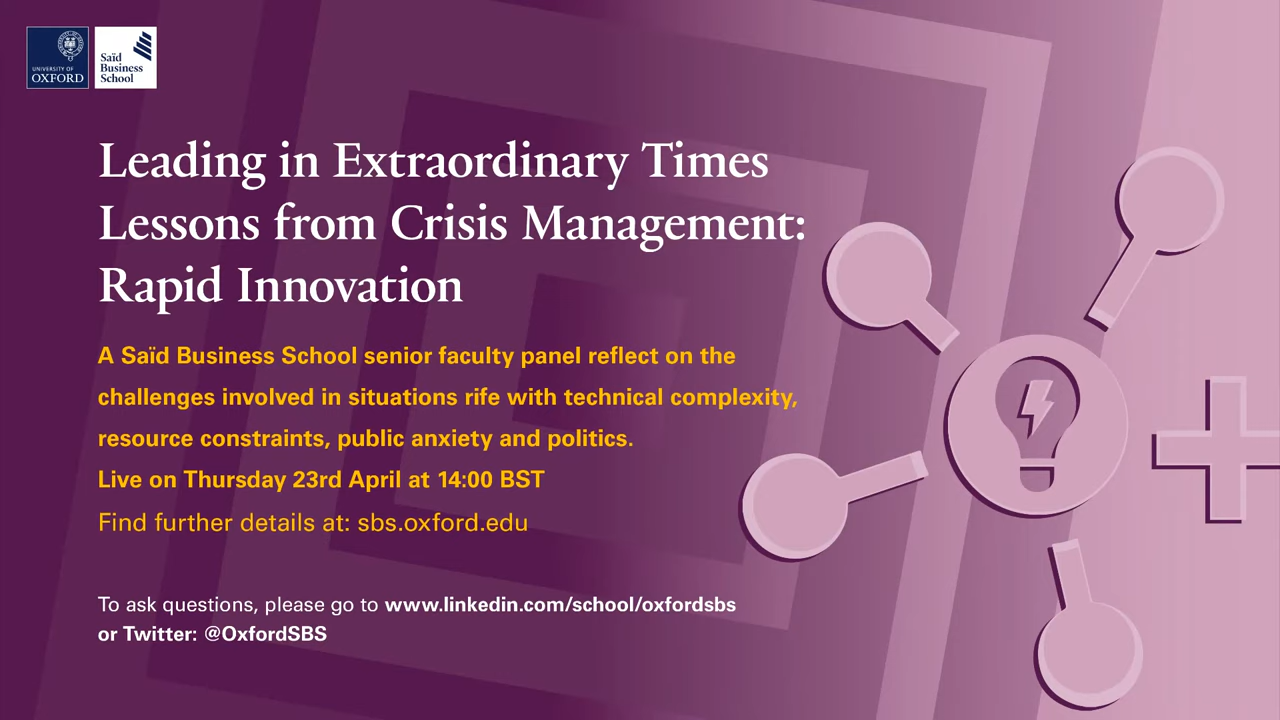 UNIVERSITY OF
OXFORD
Saïd
Business
School
Leading in Extraordinary Times
Lessons from Crisis Management:
Rapid Innovation
A Saïd Business School senior faculty panel reflect on the
challenges involved in situations rife with technical complexity,
resource constraints, public anxiety and politics.
Live on Thursday 23rd April at 14:00 BST
Find further details at: sbs.oxford.edu
To ask questions, please go to www.linkedin.com/school/oxfordsbs
or Twitter: @OxfordSBS